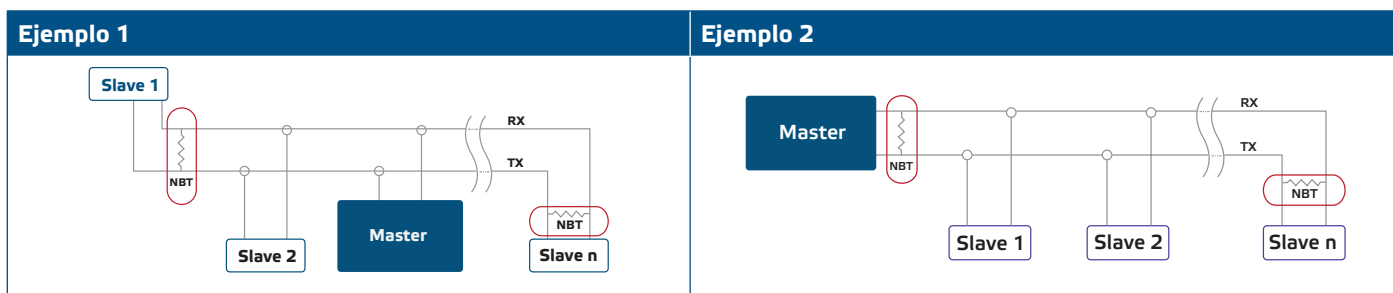 Ejemplo 1
Slave 1
RX
TX
NBT
NBT
Master
Slave 2
Slave n
Ejemplo 2
Master
RX
TX
NBT
NBT
Slave 1
Slave 2
Slave n